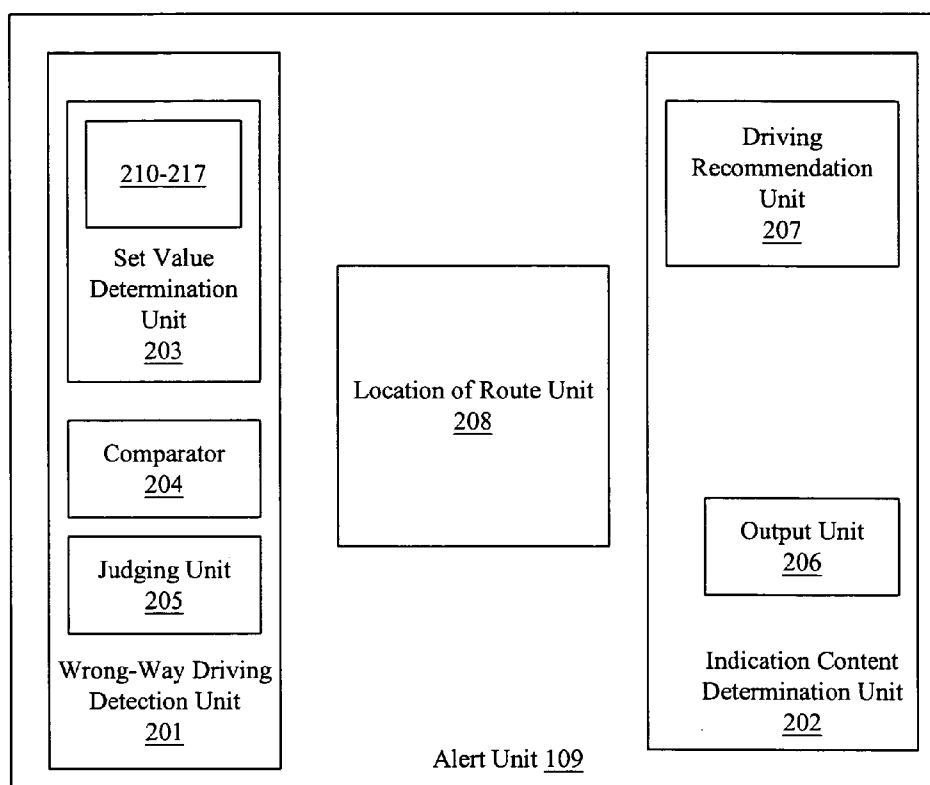 210-217
Set Value
Determination
Unit
203
Comparator
204
Judging Unit
205
Wrong-Way Driving
Detection Unit
201
Location of Route Unit
208
Driving
Recommendation
Unit
207
Output Unit
206
Indication Content
Determination Unit
202
Alert Unit 109